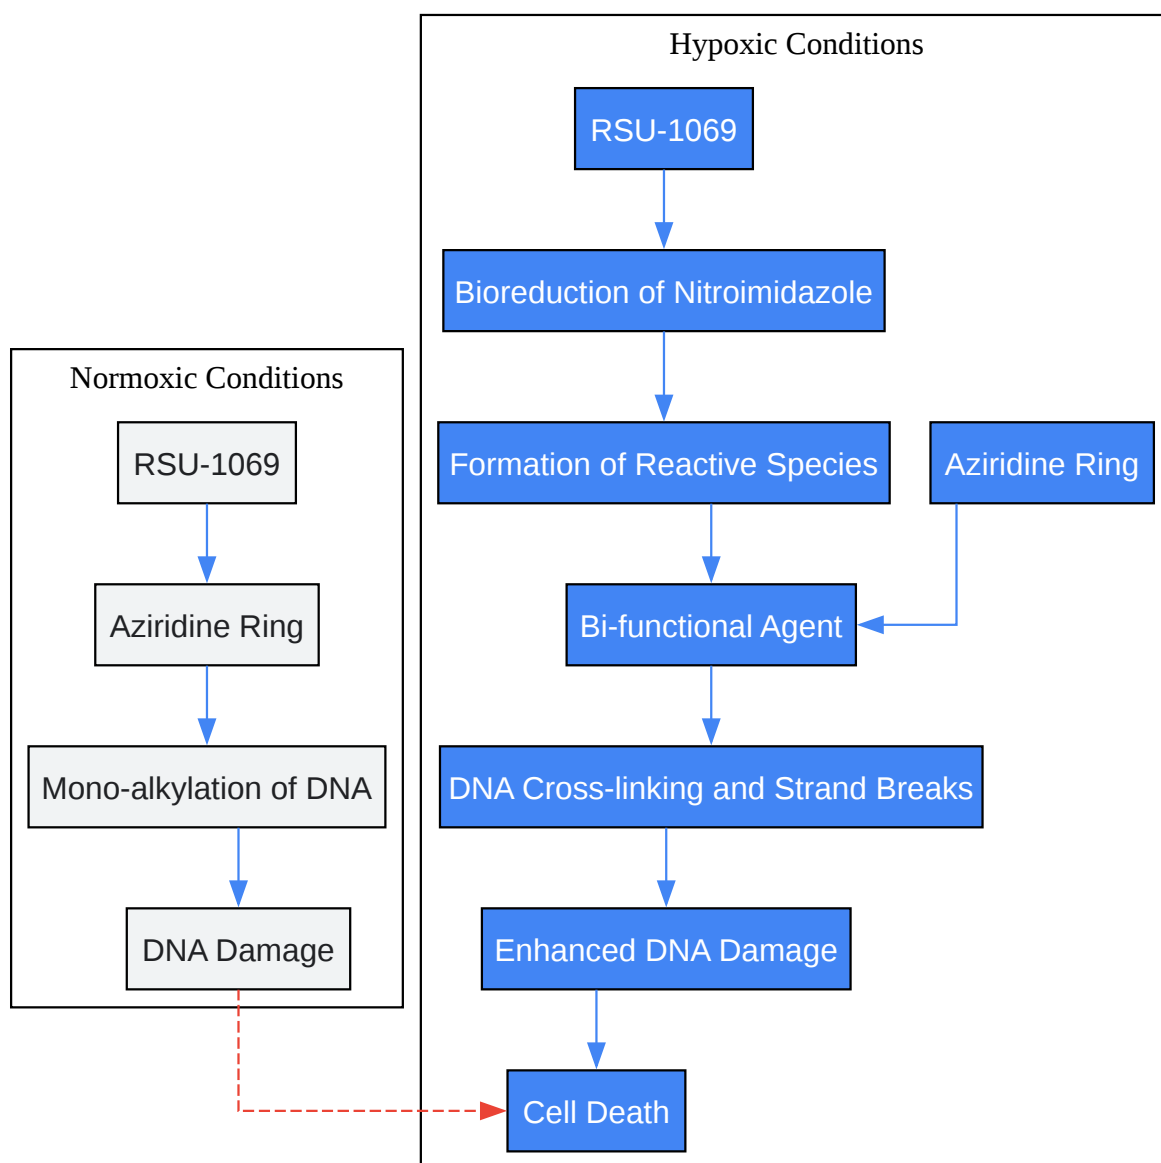 Hypoxic Conditions
RSU-1069
Bioreduction of Nitroimidazole
Formation of Reactive Species
Aziridine Ring
Bi-functional Agent
DNA Cross-linking and Strand Breaks
Enhanced DNA Damage
Cell Death
Normoxic Conditions
RSU-1069
Aziridine Ring
Mono-alkylation of DNA
DNA Damage